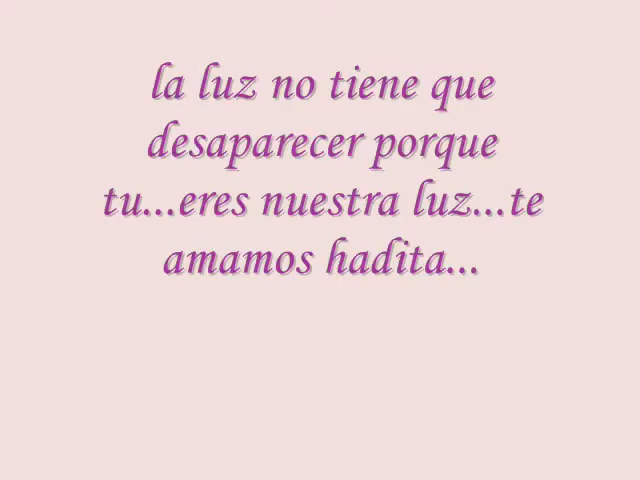 la luz no tiene que
desaparecer porque
tu...eres nuestra luz...te
amamos hadita...